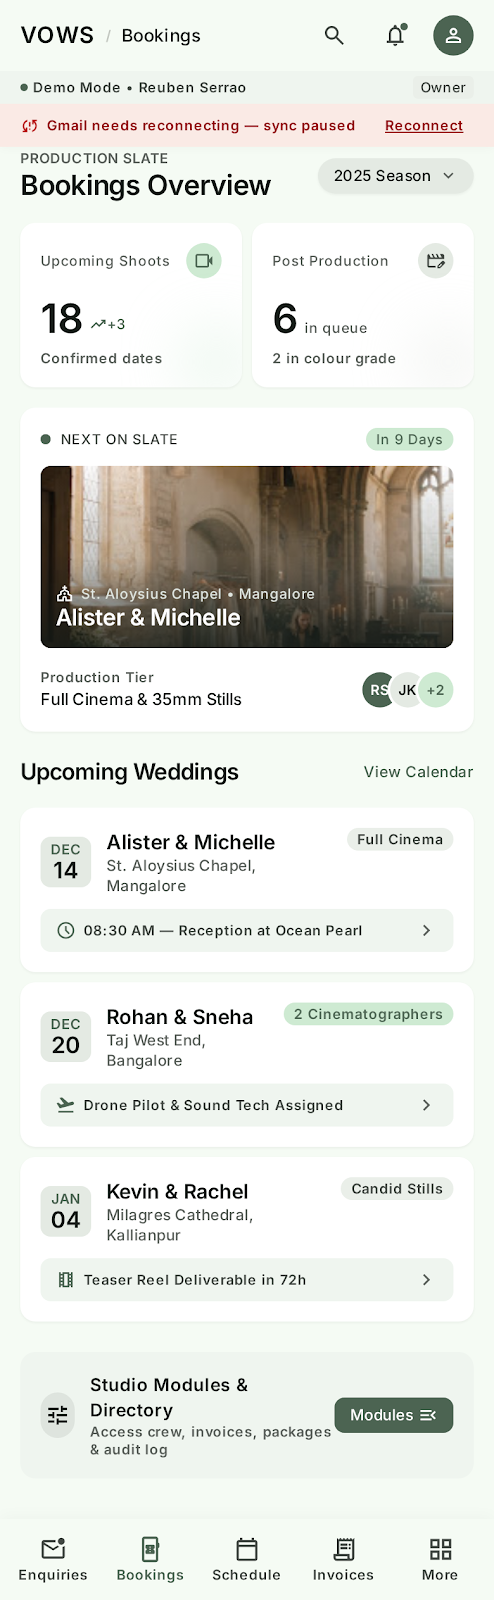 VOWS / Bookings
Demo Mode • Reuben Serrao
Owner
Gmail needs reconnecting — sync paused
Reconnect
PRODUCTION SLATE
Bookings Overview
2025 Season
Upcoming Shoots
18 +3
Confirmed dates
Post Production
6 in queue
2 in colour grade
NEXT ON SLATE
In 9 Days
St. Aloysius Chapel • Mangalore
Alister & Michelle
Production Tier
Full Cinema & 35mm Stills
RS JK +2
Upcoming Weddings
View Calendar
DEC
14
Alister & Michelle
St. Aloysius Chapel,
Mangalore
Full Cinema
08:30 AM — Reception at Ocean Pearl
DEC
20
Rohan & Sneha
Taj West End,
Bangalore
2 Cinematographers
Drone Pilot & Sound Tech Assigned
JAN
04
Kevin & Rachel
Milagres Cathedral,
Kallianpur
Candid Stills
Teaser Reel Deliverable in 72h
Studio Modules &
Directory
Access crew, invoices, packages
& audit log
Modules
Enquiries
Bookings
Schedule
Invoices
More